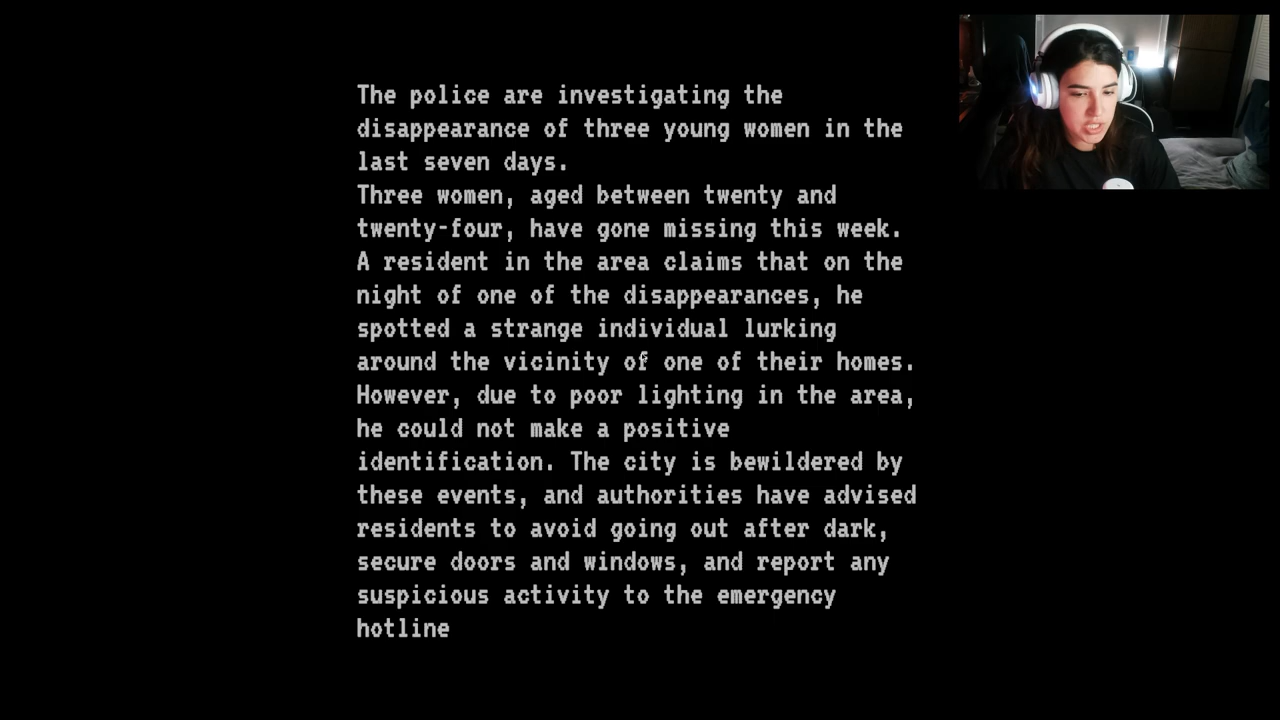 The police are investigating the
disappearance of three young women in the
last seven days.
Three women, aged between twenty and
twenty-four, have gone missing this week.
A resident in the area claims that on the
night of one of the disappearances, he
spotted a strange individual lurking
around the vicinity of one of their homes.
However, due to poor lighting in the area,
he could not make a positive
identification. The city is bewildered by
these events, and authorities have advised
residents to avoid going out after dark,
secure doors and windows, and report any
suspicious activity to the emergency
hotline